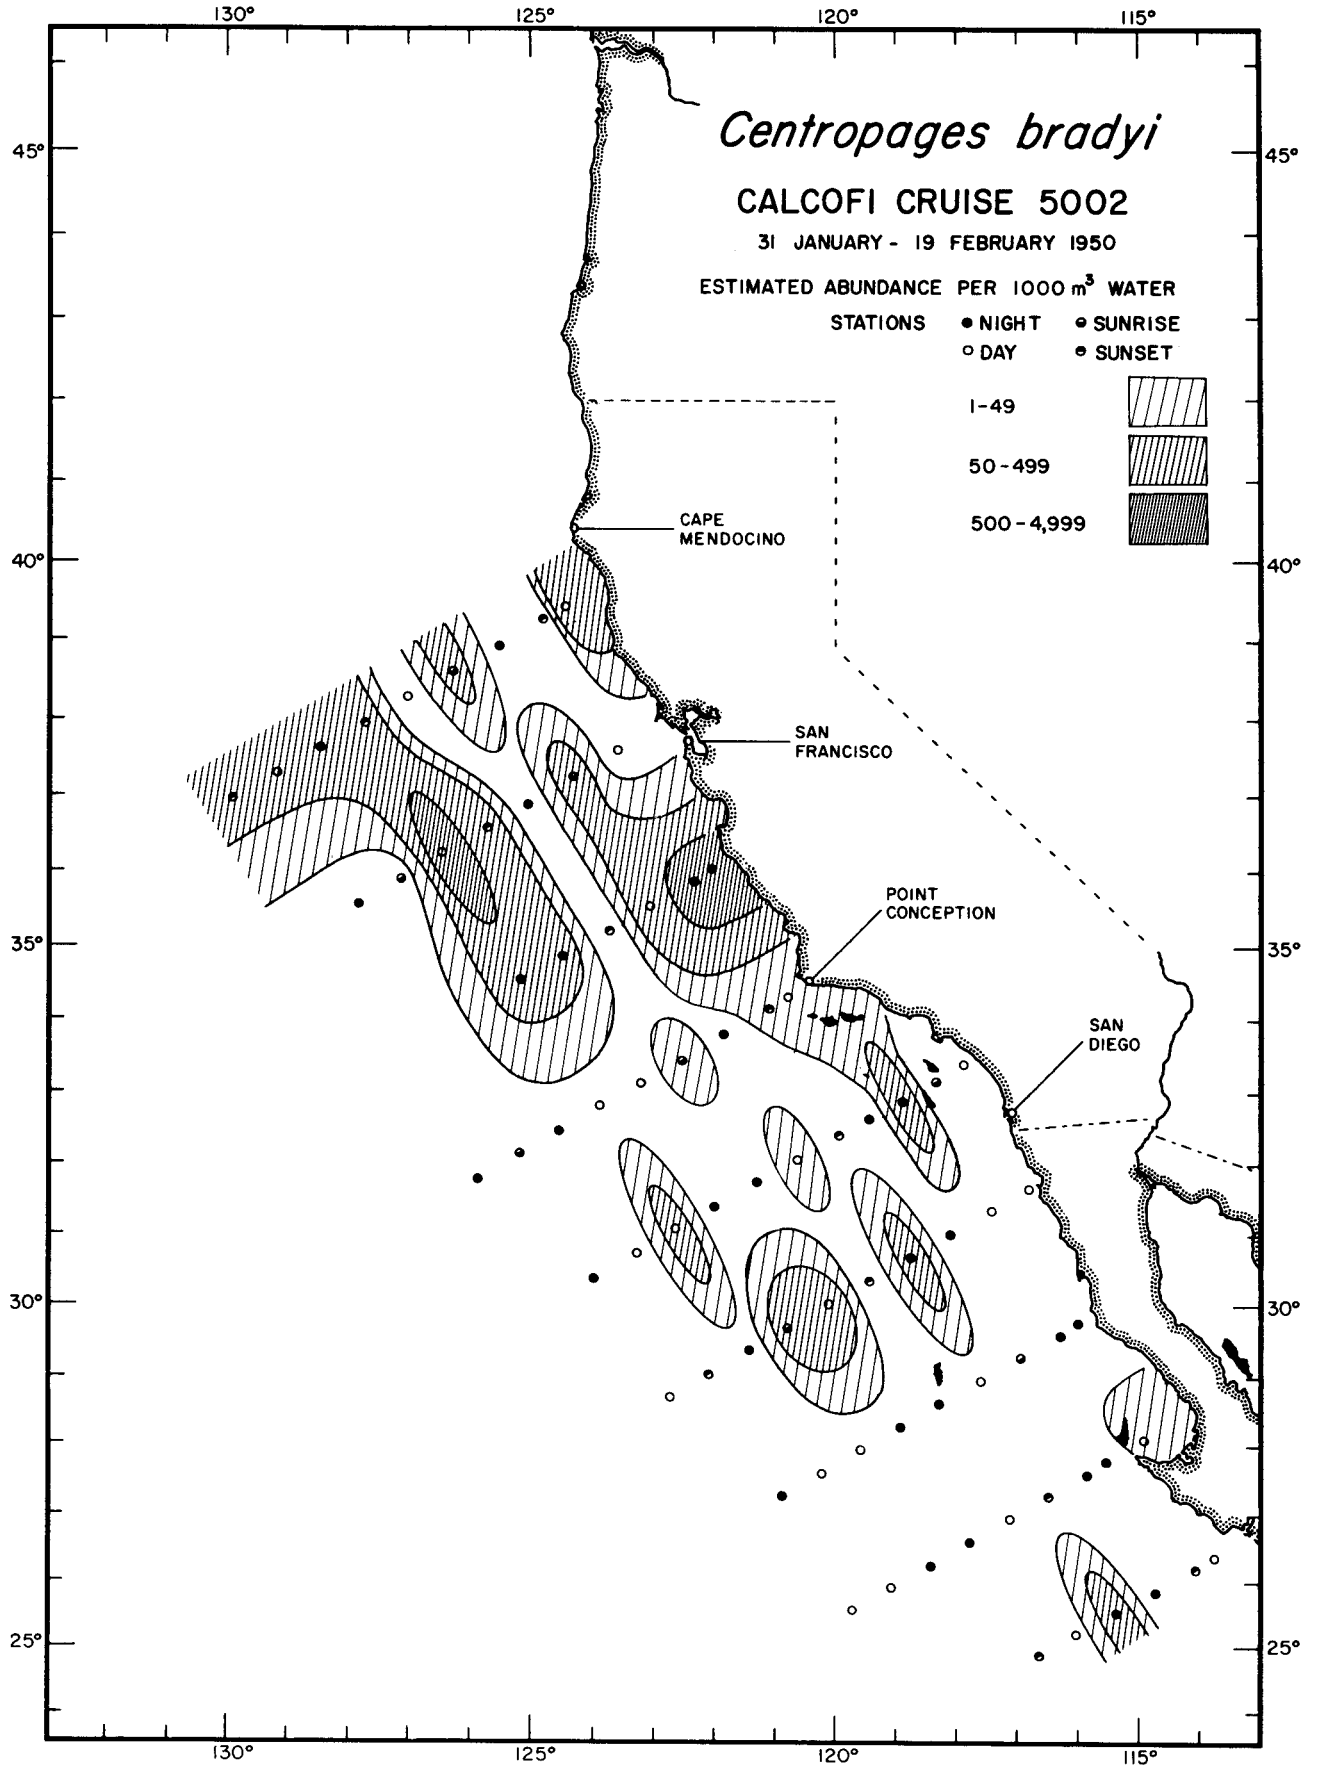 130° 125° 120° 115°
Centropages bradyi
CALCOFI CRUISE 5002
31 JANUARY - 19 FEBRUARY 1950
ESTIMATED ABUNDANCE PER 1000 m³ WATER
STATIONS ● NIGHT SUNRISE
○ DAY SUNSET
1-49
50-499
500-4,999
45° 45°
CAPE
MENDOCINO
40° 40°
SAN
FRANCISCO
POINT
CONCEPTION
35° 35°
SAN
DIEGO
30° 30°
25° 25°
130° 125° 120° 115°